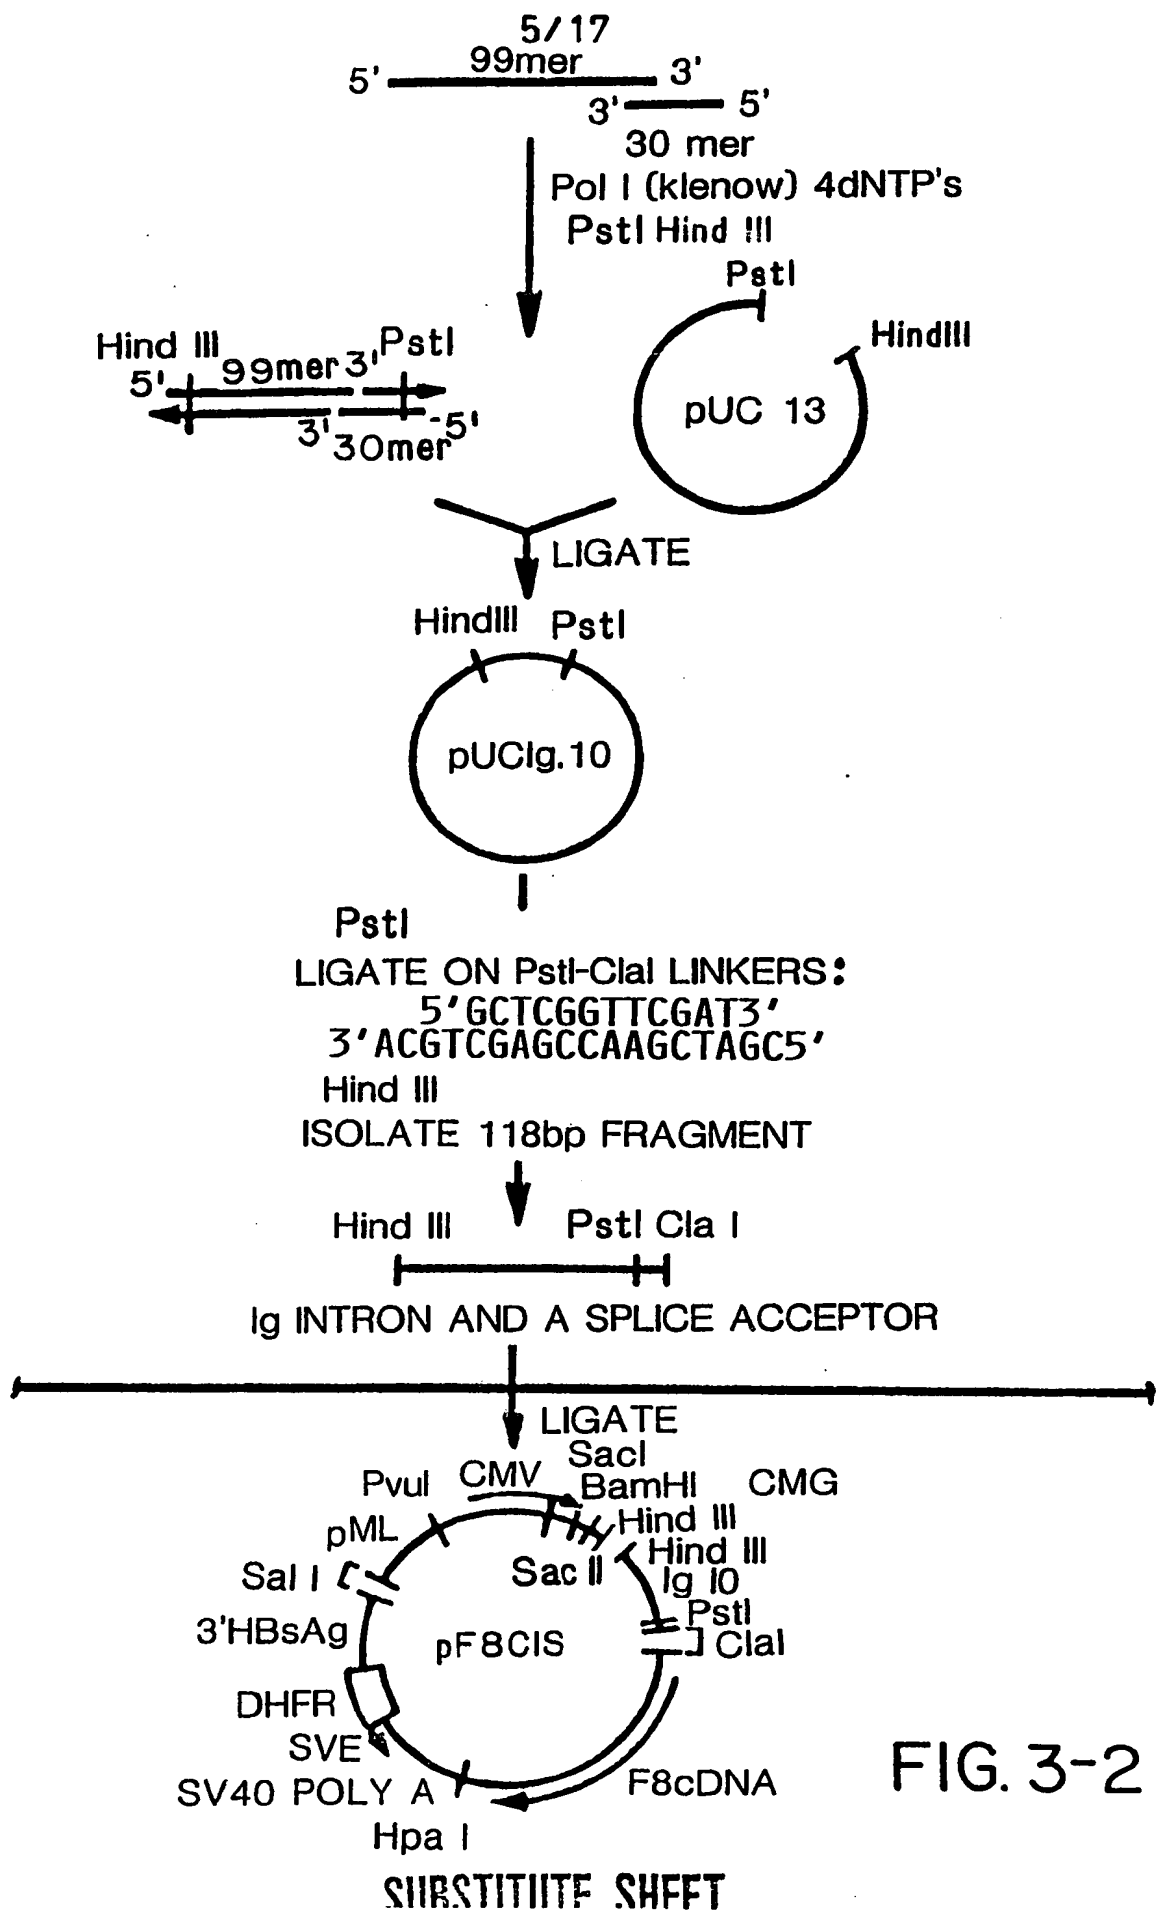 5/17
99mer
5' 3'
3' 5'
30 mer
Pol I (klenow) 4dNTP's
PstI Hind III
PstI
HindIII
pUC 13
Hind III PstI
5' 99mer 3'
3' 30mer -5'
LIGATE
HindIII PstI
pUCIg.10
PstI
LIGATE ON PstI-ClaI LINKERS:
5'GCTCGGTTCGAT3'
3'ACGTCGAGCCAAGCTAGC5'
Hind III
ISOLATE 118bp FRAGMENT
Hind III PstI Cla I
Ig INTRON AND A SPLICE ACCEPTOR
LIGATE
SacI
PvuI CMV BamHI CMG
pML Hind III
Sac II Hind III
Sal I Ig 10
PstI
3'HBsAg pF8CIS ClaI
DHFR
SVE
SV40 POLY A F8cDNA
Hpa I
FIG. 3-2
SUBSTITUTE SHEET